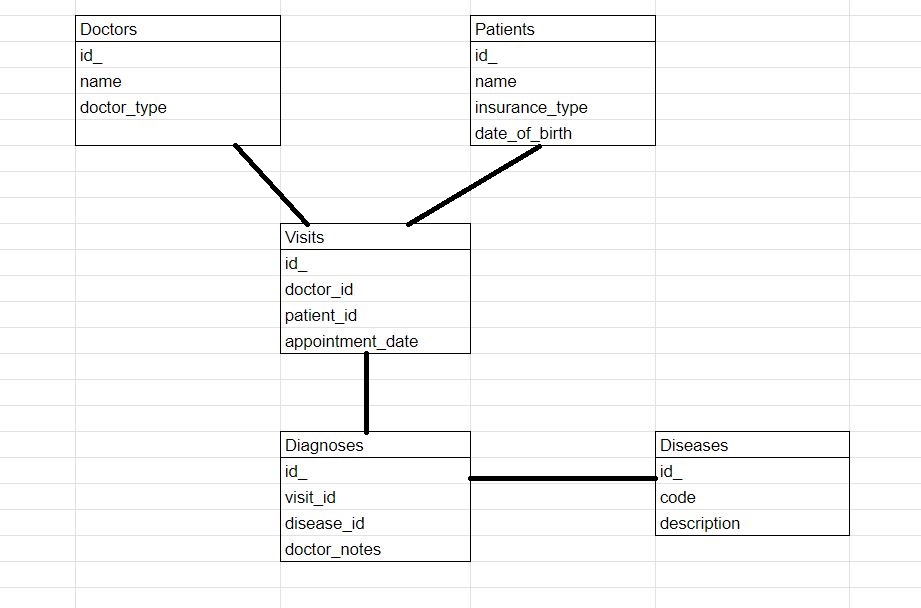 Doctors
id_
name
doctor_type
Patients
id_
name
insurance_type
date_of_birth
Visits
id_
doctor_id
patient_id
appointment_date
Diagnoses
id_
visit_id
disease_id
doctor_notes
Diseases
id_
code
description